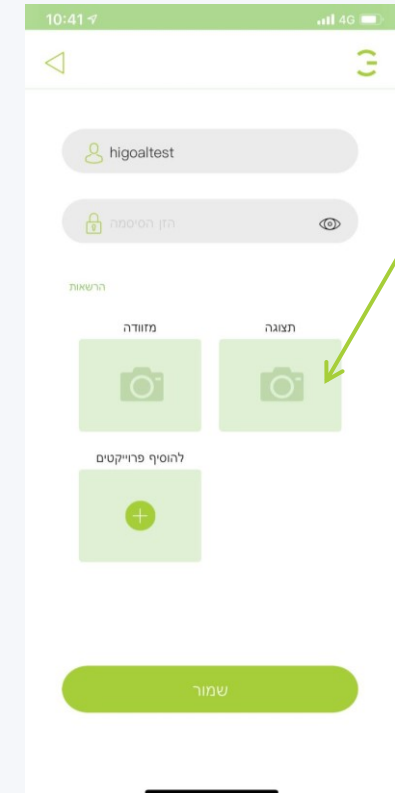 10:41
4G
higoaltest
הזן הסיסמה
הרשאות
תצוגה
מזוודה
להוסיף פרוייקטים
שמור